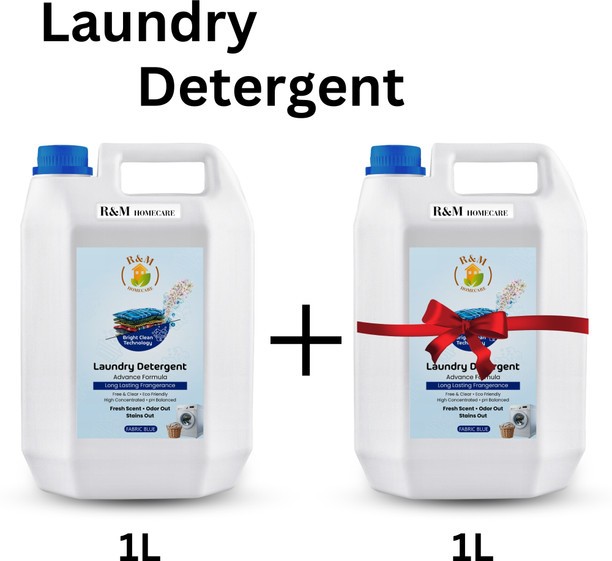 Laundry
Detergent
R&M HOMECARE
R&M
HOMECARE
Bright Clean
Technology
Laundry Detergent
Advance Formula
Long Lasting Frangerance
Free & Clear • Eco Friendly
High Concentrated • pH Balanced
Fresh Scent • Odor Out
Stains Out
FABRIC BLUE
1L
+
R&M HOMECARE
R&M
HOMECARE
Technology
Laundry Detergent
Advance Formula
Long Lasting Frangerance
Free & Clear • Eco Friendly
High Concentrated • pH Balanced
Fresh Scent • Odor Out
Stains Out
FABRIC BLUE
1L